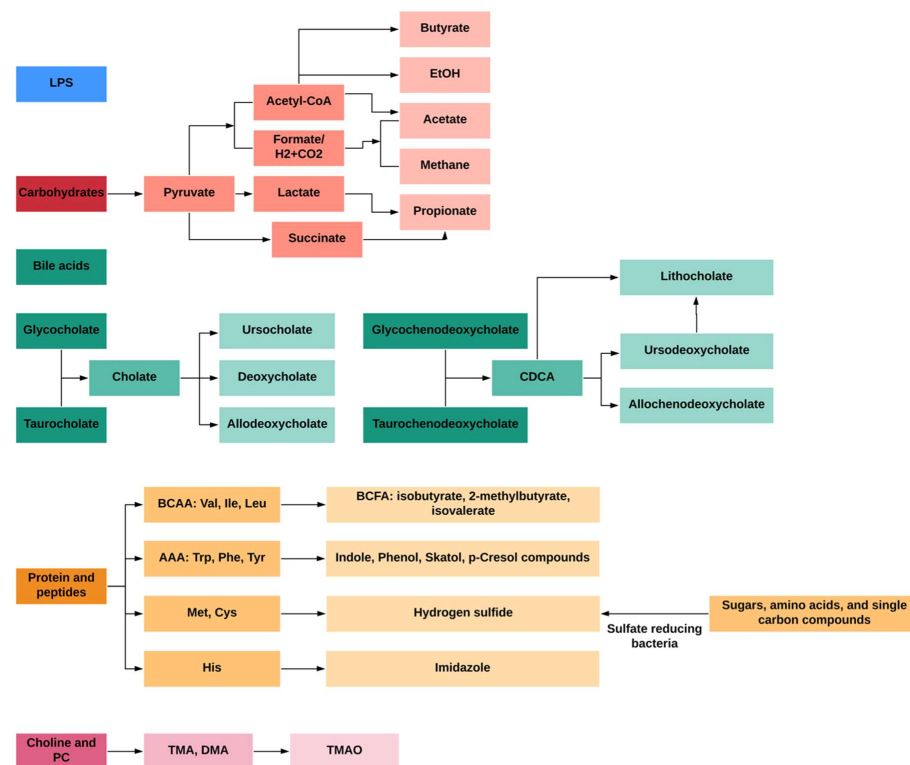 Butyrate
LPS
EtOH
Acetyl-CoA
Acetate
Formate/
H2+CO2
Methane
Carbohydrates
Pyruvate
Lactate
Propionate
Succinate
Bile acids
Lithocholate
Glycocholate
Ursocholate
Glycochenodeoxycholate
Ursodeoxycholate
Cholate
Deoxycholate
CDCA
Taurocholate
Allodeoxycholate
Taurochenodeoxycholate
Allochenodeoxycholate
BCAA: Val, Ile, Leu
BCFA: isobutyrate, 2-methylbutyrate,
isovalerate
AAA: Trp, Phe, Tyr
Indole, Phenol, Skatol, p-Cresol compounds
Protein and
peptides
Met, Cys
Hydrogen sulfide
Sulfate reducing
bacteria
Sugars, amino acids, and single
carbon compounds
His
Imidazole
Choline and
PC
TMA, DMA
TMAO